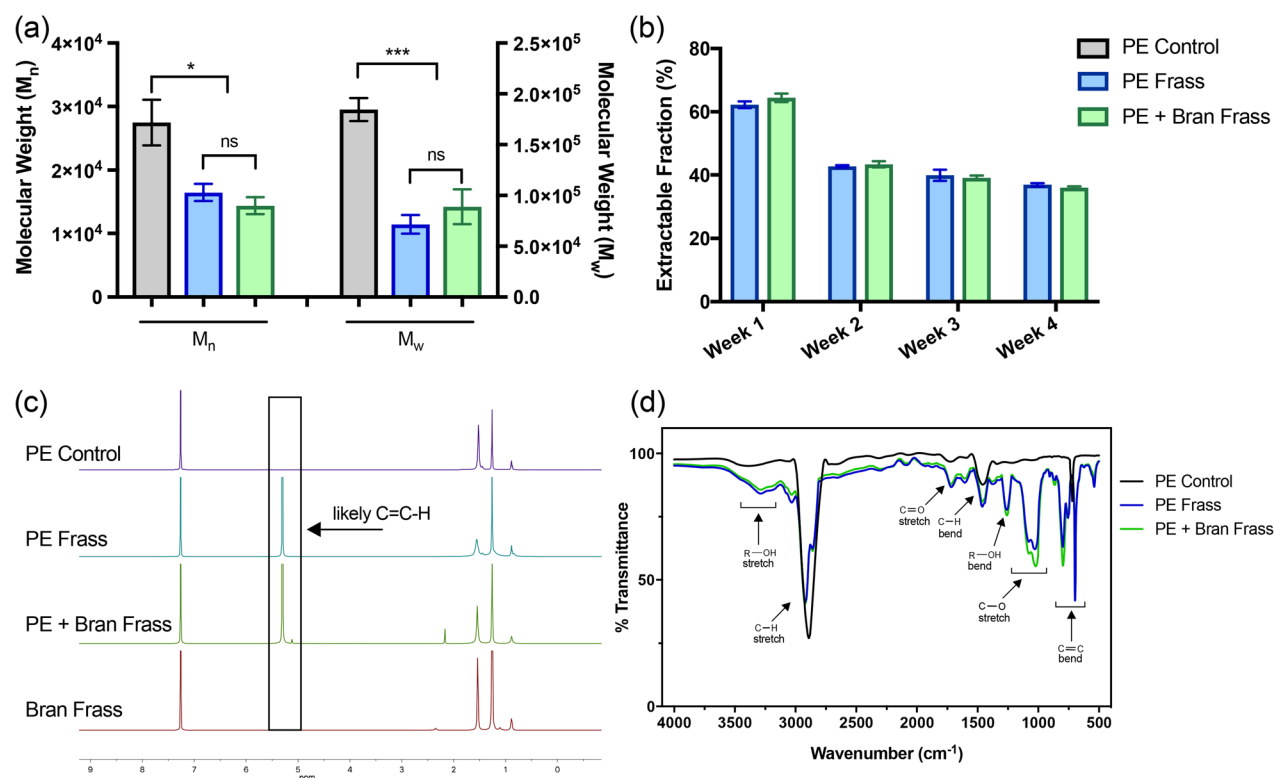 (a)
Molecular Weight (Mn)
4×10⁴
3×10⁴
2×10⁴
1×10⁴
0
*
ns
***
ns
2.5×10⁵
2.0×10⁵
1.5×10⁵
1.0×10⁵
5.0×10⁴
0.0
Molecular Weight (Mw)
Mn
Mw
(b)
Extractable Fraction (%)
80
60
40
20
0
Week 1
Week 2
Week 3
Week 4
PE Control
PE Frass
PE + Bran Frass
(c)
PE Control
PE Frass
PE + Bran Frass
Bran Frass
likely C=C-H
9
8
7
6
5
4
3
2
1
0
ppm
(d)
% Transmittance
100
50
0
R—OH
stretch
C—H
stretch
C=O
stretch
C—H
bend
R—OH
bend
C—O
stretch
C=C
bend
4000
3500
3000
2500
2000
1500
1000
500
Wavenumber (cm⁻¹)
PE Control
PE Frass
PE + Bran Frass